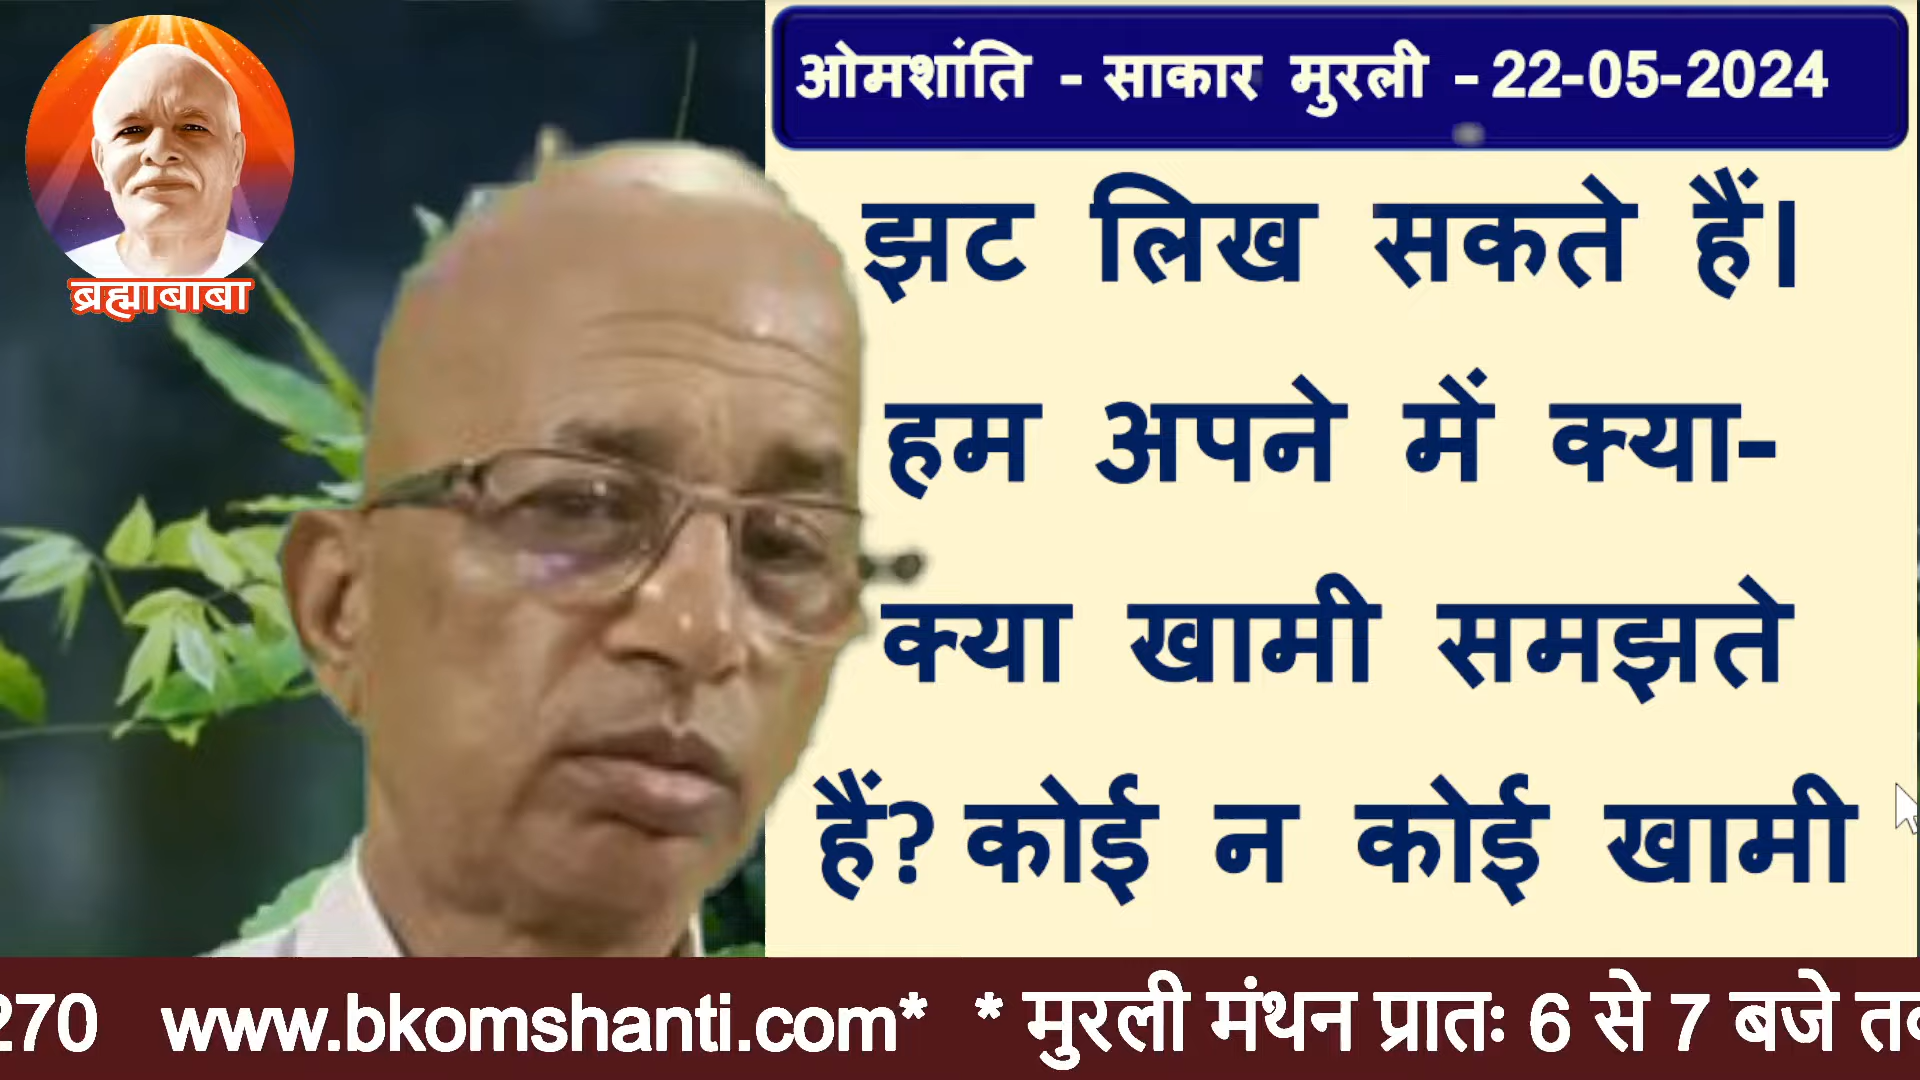 ओमशांति - साकार मुरली - 22-05-2024
ब्रह्माबाबा
झट लिख सकते हैं।
हम अपने में क्या-
क्या खामी समझते
हैं? कोई न कोई खामी
270 www.bkomshanti.com* * मुरली मंथन प्रातः 6 से 7 बजे